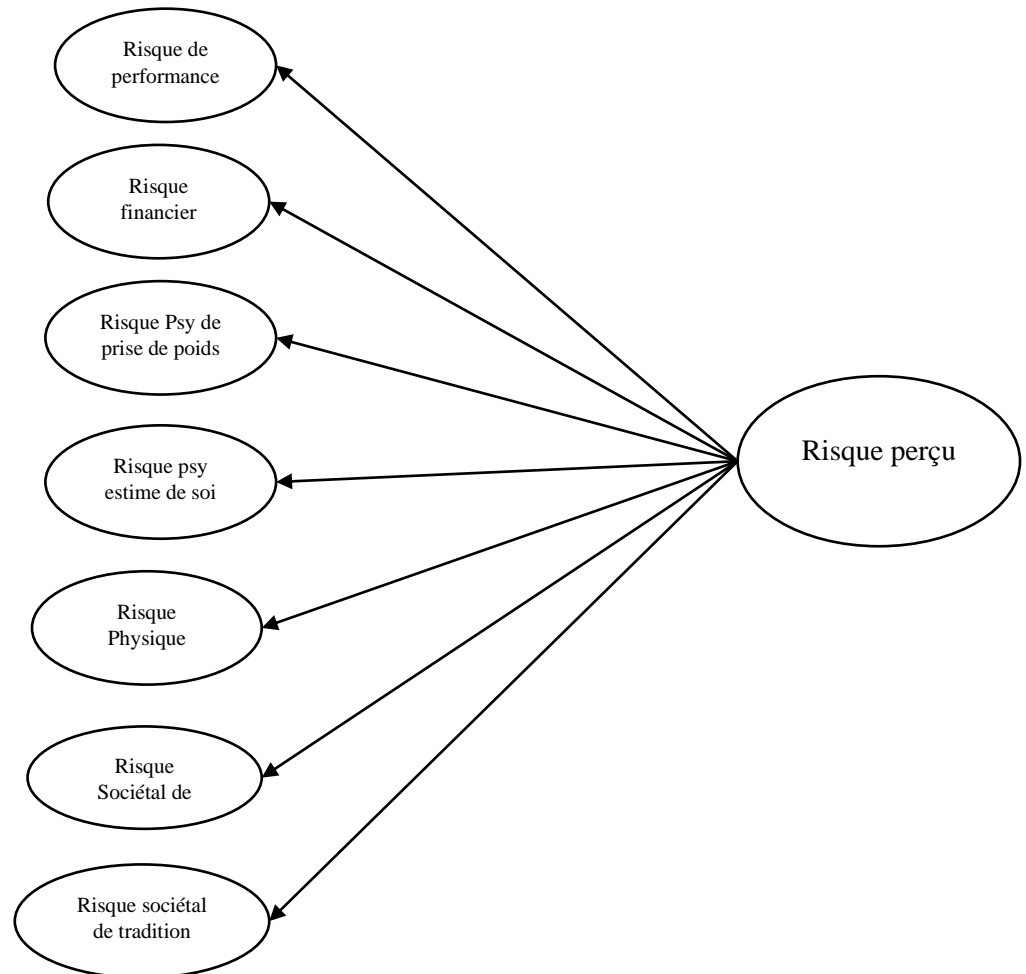 Risque de
performance
Risque
financier
Risque Psy de
prise de poids
Risque perçu
Risque psy
estime de soi
Risque
Physique
Risque
Sociétal de
Risque sociétal
de tradition